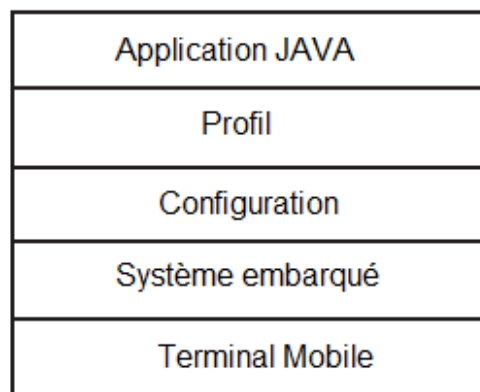 Application JAVA
Profil
Configuration
Système embarqué
Terminal Mobile